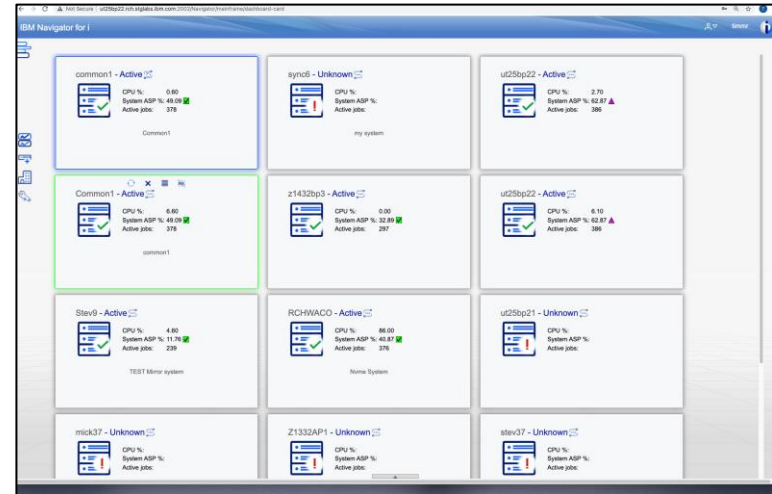 Not Secure | ut25bp22.rch.stglabs.ibm.com:2002/Navigator/mainframe/dashboard-card
IBM Navigator for i
common1 - Active
CPU %: 0.60
System ASP %: 49.09
Active jobs: 378
Common1
sync6 - Unknown
CPU %:
System ASP %:
Active jobs:
my system
ut25bp22 - Active
CPU %: 2.70
System ASP %: 62.87
Active jobs: 386
Common1 - Active
CPU %: 6.60
System ASP %: 49.09
Active jobs: 378
common1
z1432bp3 - Active
CPU %: 0.00
System ASP %: 32.89
Active jobs: 297
ut25bp22 - Active
CPU %: 6.10
System ASP %: 62.87
Active jobs: 386
Stev9 - Active
CPU %: 4.60
System ASP %: 11.76
Active jobs: 239
TEST Mirror system
RCHWACO - Active
CPU %: 86.00
System ASP %: 40.87
Active jobs: 376
Nvme System
ut25bp21 - Unknown
CPU %:
System ASP %:
Active jobs:
mick37 - Unknown
CPU %:
System ASP %:
Active jobs:
Z1332AP1 - Unknown
CPU %:
System ASP %:
Active jobs:
stev37 - Unknown
CPU %:
System ASP %:
Active jobs: